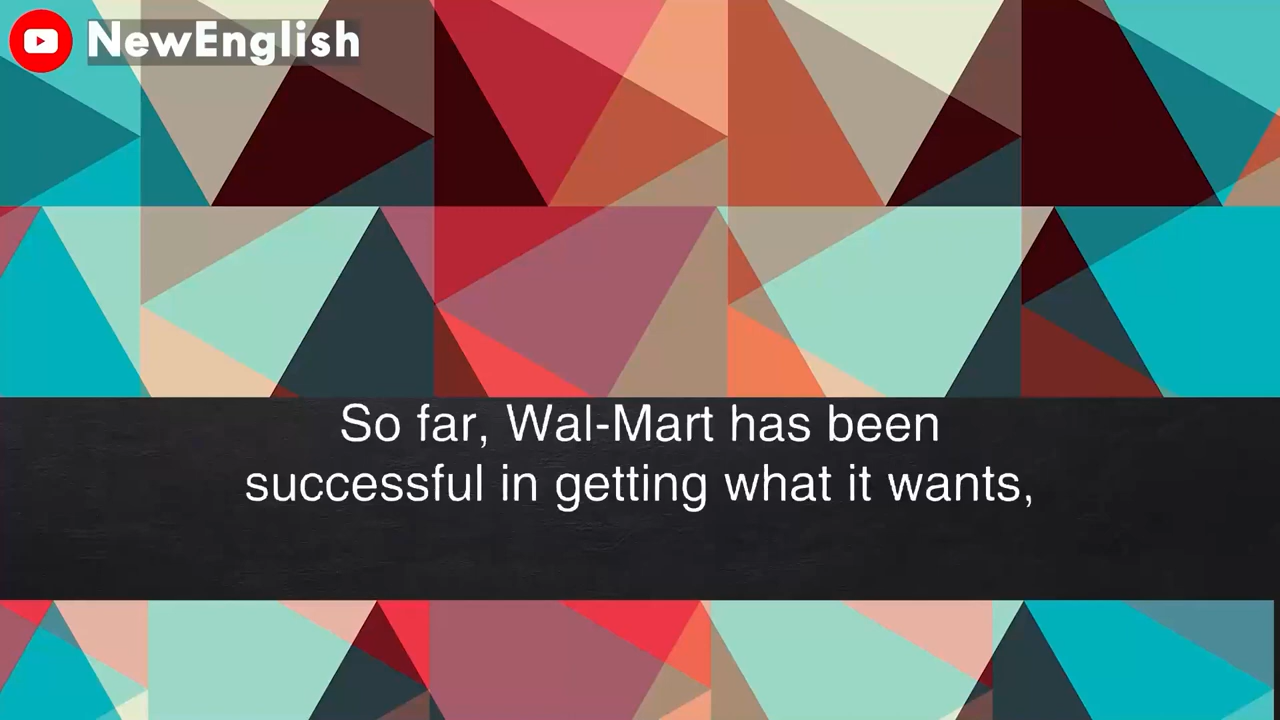 NewEnglish
So far, Wal-Mart has been
successful in getting what it wants,